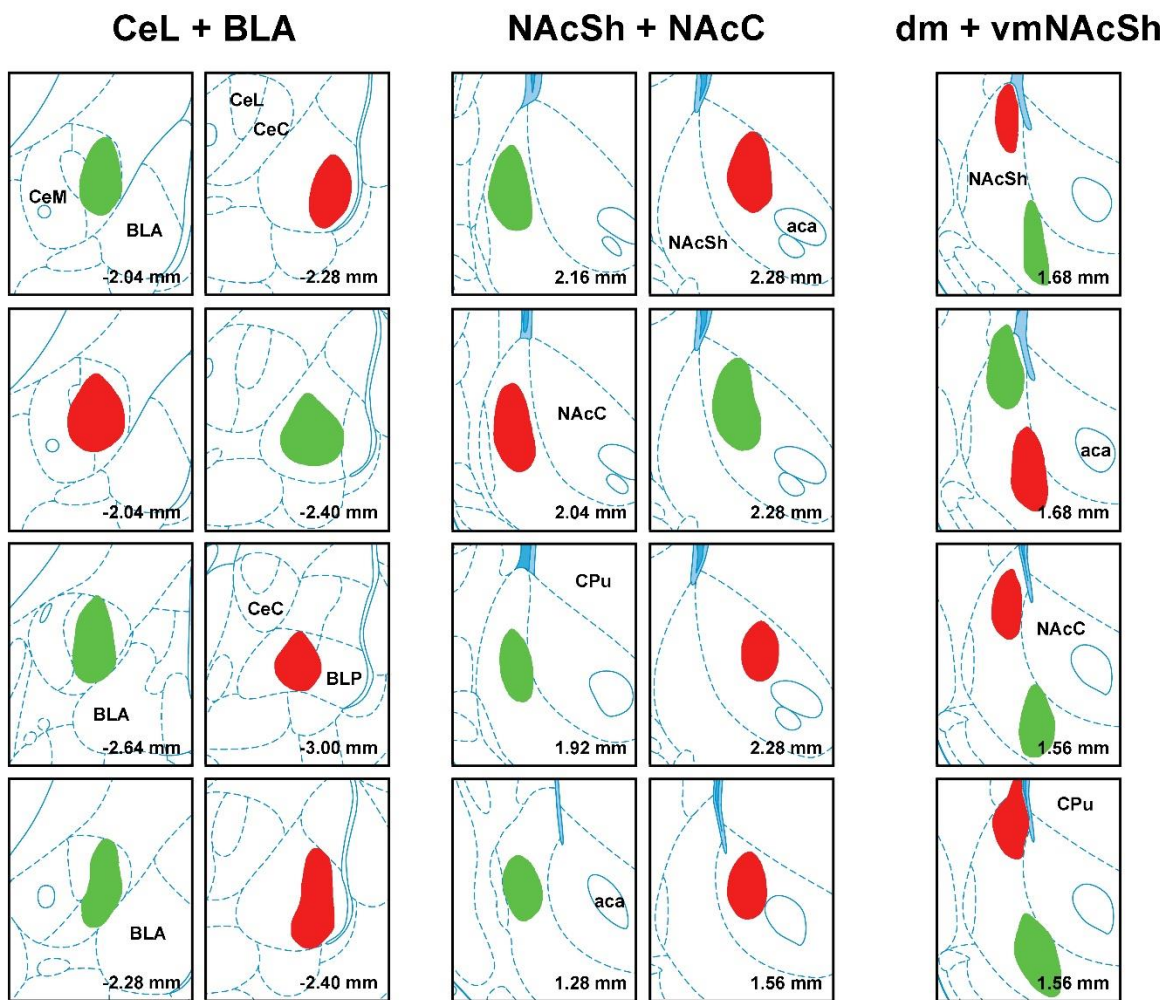 CeL + BLA
NAcSh + NAcC
dm + vmNAcSh
CeM
BLA
-2.04 mm
CeL
CeC
-2.28 mm
2.16 mm
NAcSh
aca
2.28 mm
NAcSh
1.68 mm
-2.04 mm
-2.40 mm
NAcC
2.04 mm
2.28 mm
aca
1.68 mm
BLA
-2.64 mm
CeC
BLP
-3.00 mm
CPu
1.92 mm
2.28 mm
NAcC
1.56 mm
BLA
-2.28 mm
-2.40 mm
aca
1.28 mm
1.56 mm
CPu
1.56 mm